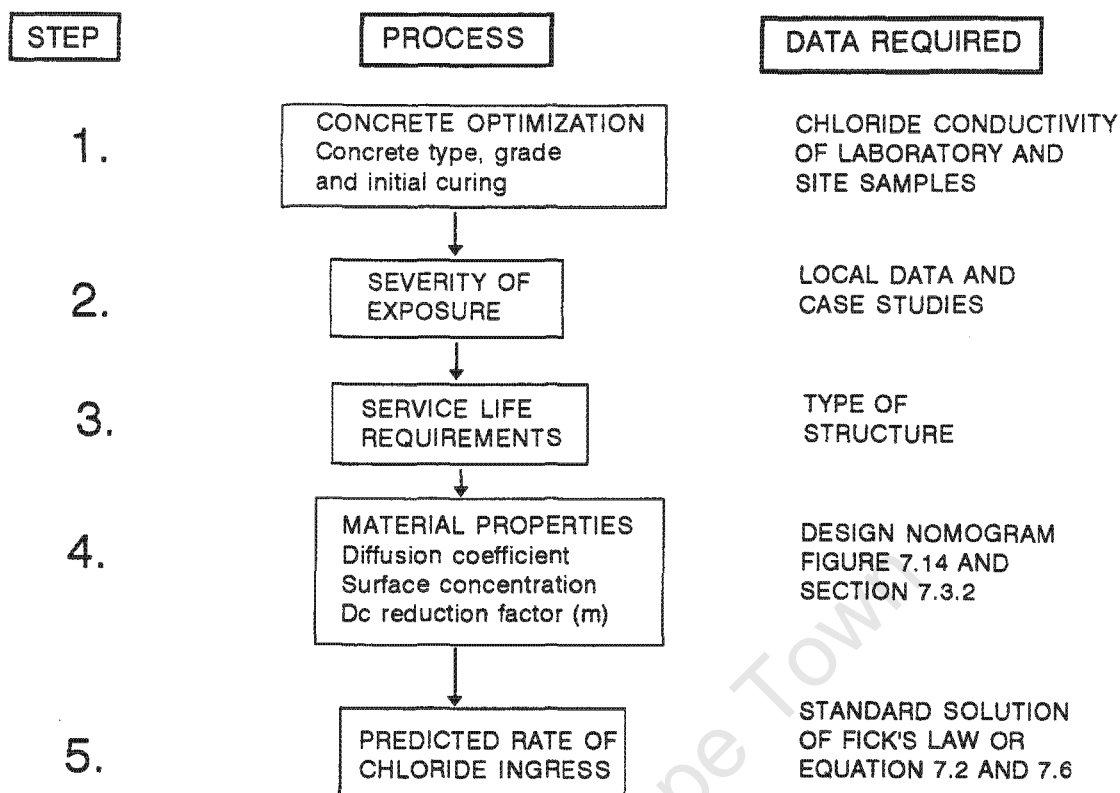 STEP
PROCESS
DATA REQUIRED
1.
CONCRETE OPTIMIZATION
Concrete type, grade
and initial curing
CHLORIDE CONDUCTIVITY
OF LABORATORY AND
SITE SAMPLES
2.
SEVERITY OF
EXPOSURE
LOCAL DATA AND
CASE STUDIES
3.
SERVICE LIFE
REQUIREMENTS
TYPE OF
STRUCTURE
4.
MATERIAL PROPERTIES
Diffusion coefficient
Surface concentration
Dc reduction factor (m)
DESIGN NOMOGRAM
FIGURE 7.14 AND
SECTION 7.3.2
5.
PREDICTED RATE OF
CHLORIDE INGRESS
STANDARD SOLUTION
OF FICK'S LAW OR
EQUATION 7.2 AND 7.6
pe Town